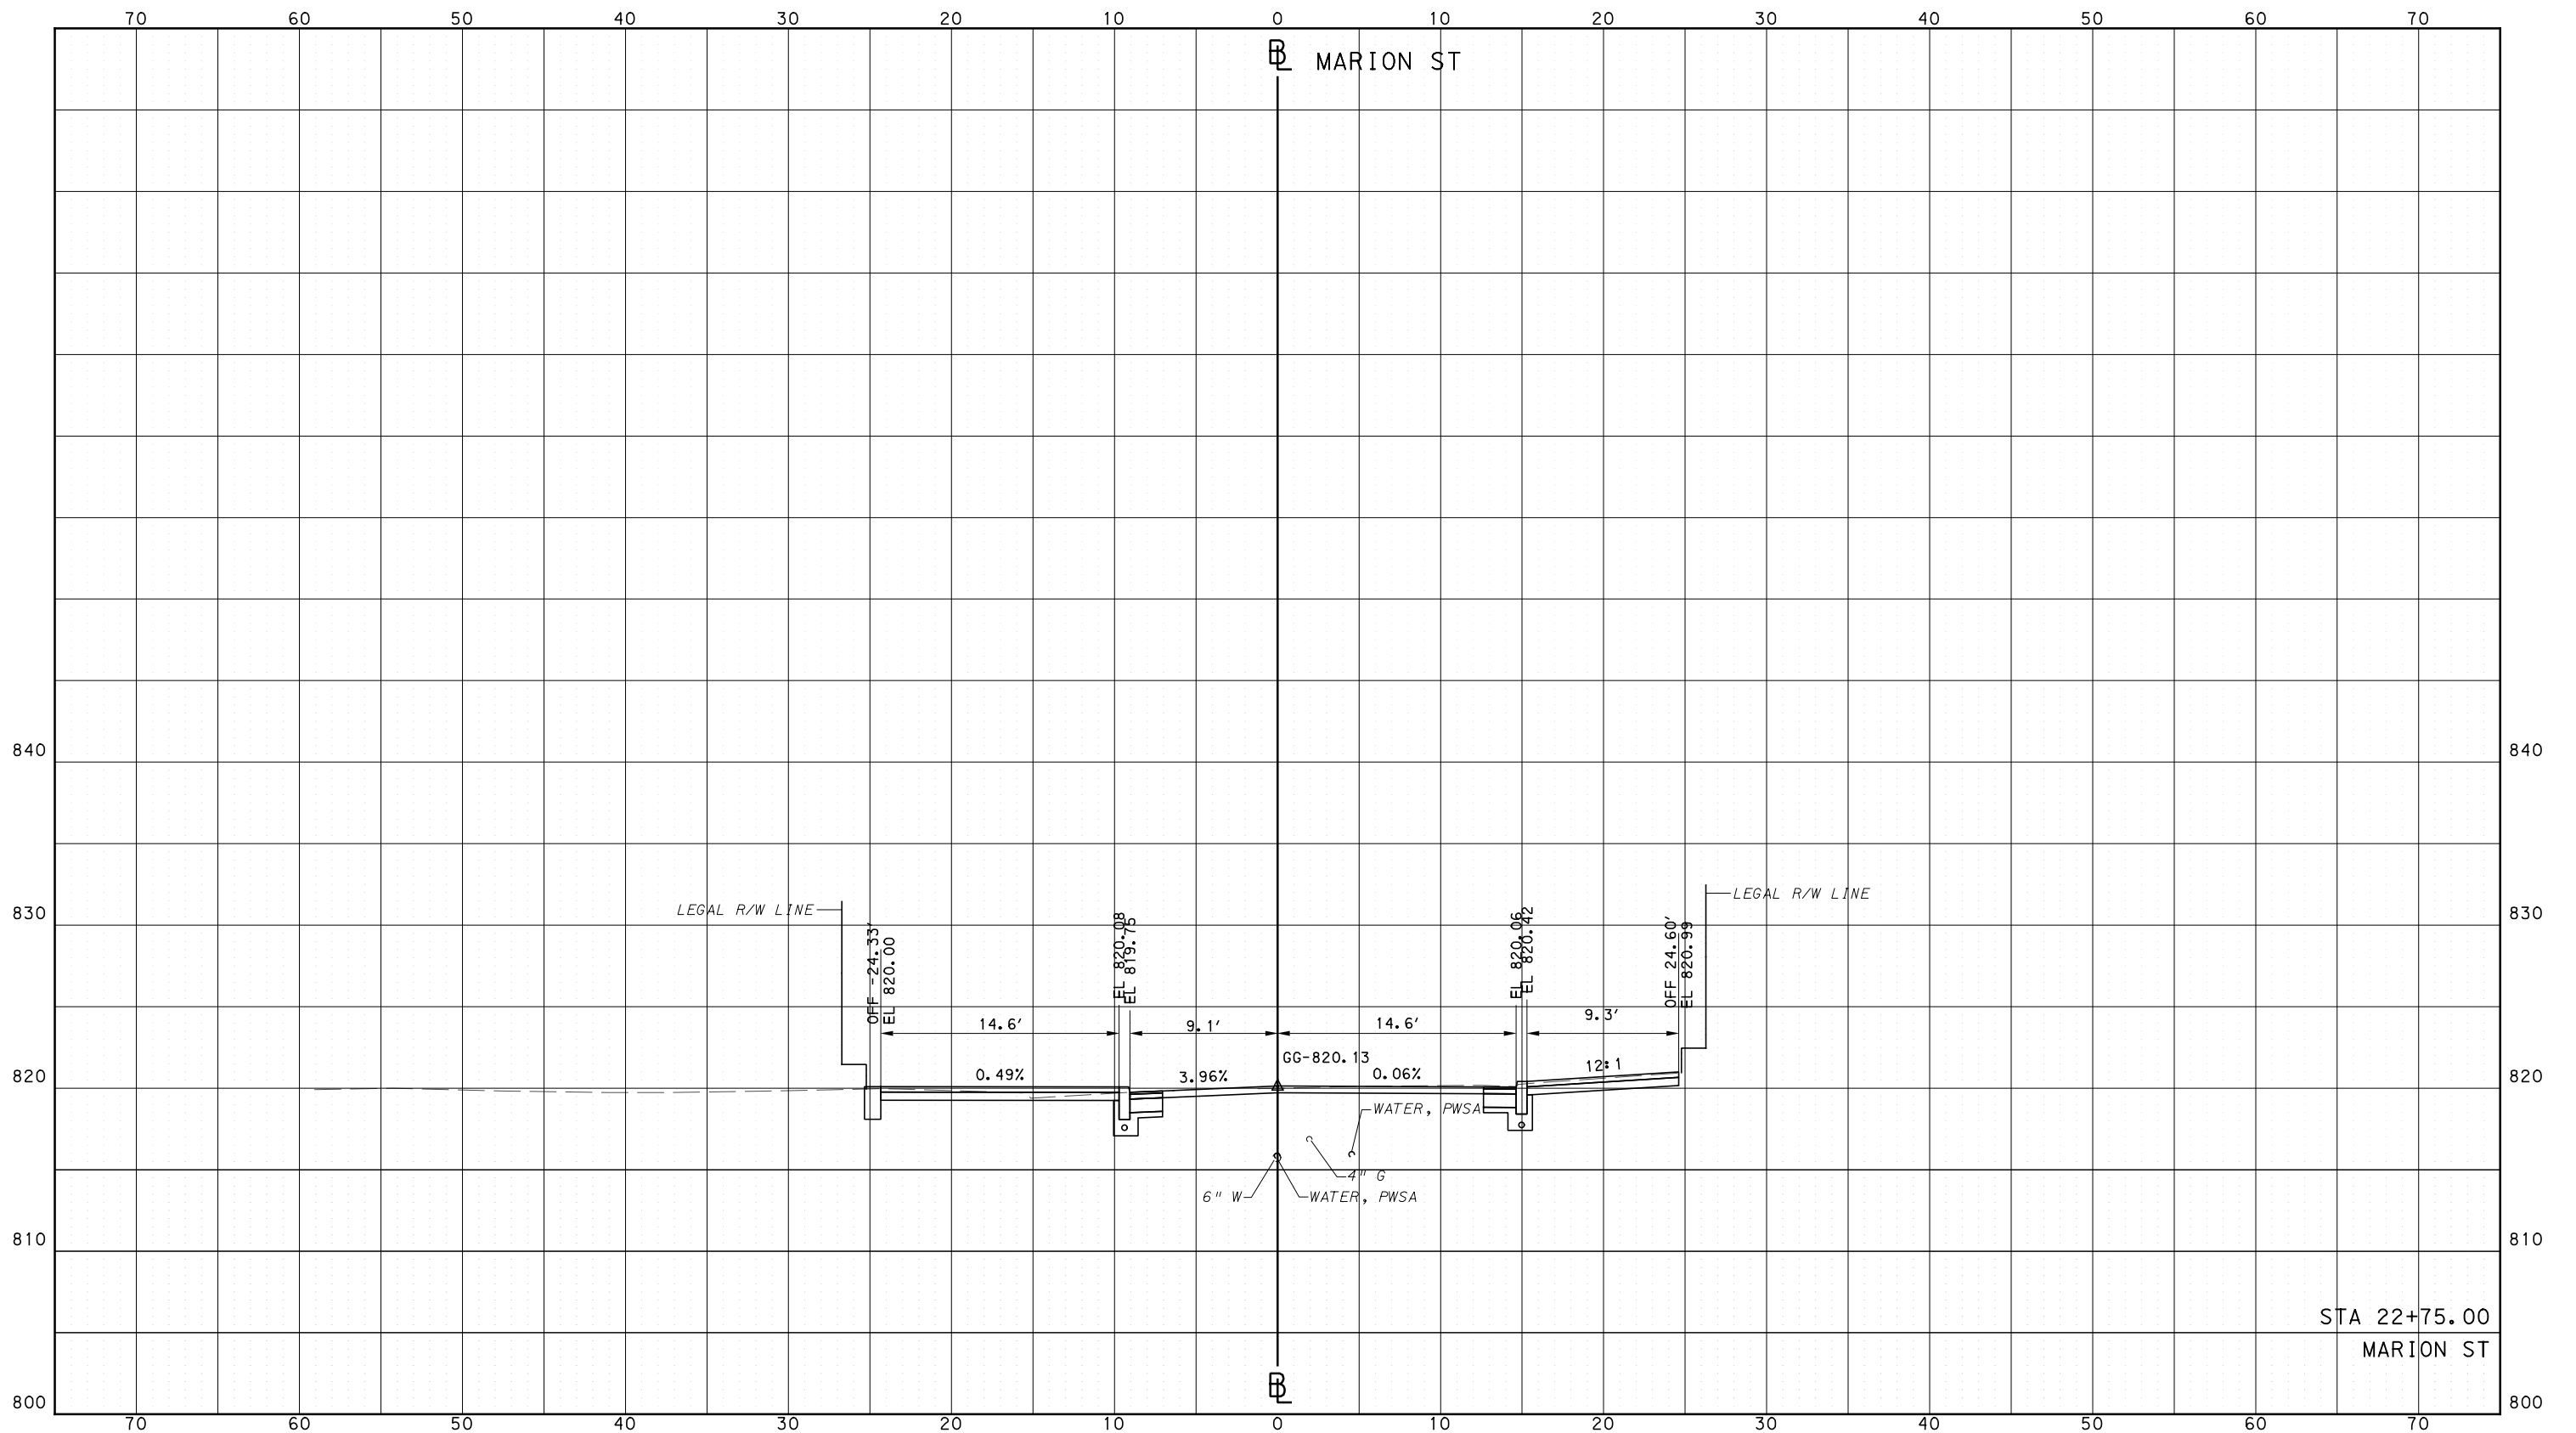 70 60 50 40 30 20 10 0 10 20 30 40 50 60 70
BL MARION ST
840 840
830 830
LEGAL R/W LINE
LEGAL R/W LINE
OFF -24.33'
EL 820.00
EL 820.08
EL 819.75
EL 820.06
EL 820.42
OFF 24.60'
EL 820.99
14.6' 9.1' 14.6' 9.3'
GG-820.13
0.49% 3.96% 0.06% 12:1
820 820
WATER, PWSA
4" G
6" W WATER, PWSA
810 810
STA 22+75.00
MARION ST
BL
800 800
70 60 50 40 30 20 10 0 10 20 30 40 50 60 70